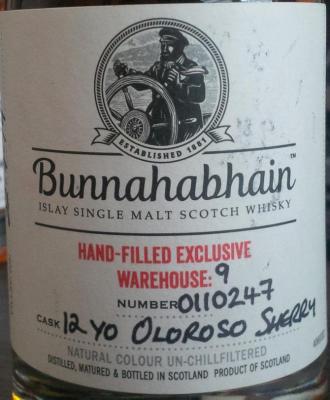 ESTABLISHED 1881
Bunnahabhain™
ISLAY SINGLE MALT SCOTCH WHISKY
HAND-FILLED EXCLUSIVE
WAREHOUSE: 9
NUMBER 0110247
CASK 12 YO OLOROSO SHERRY
NATURAL COLOUR UN-CHILLFILTERED
DISTILLED, MATURED & BOTTLED IN SCOTLAND PRODUCT OF SCOTLAND